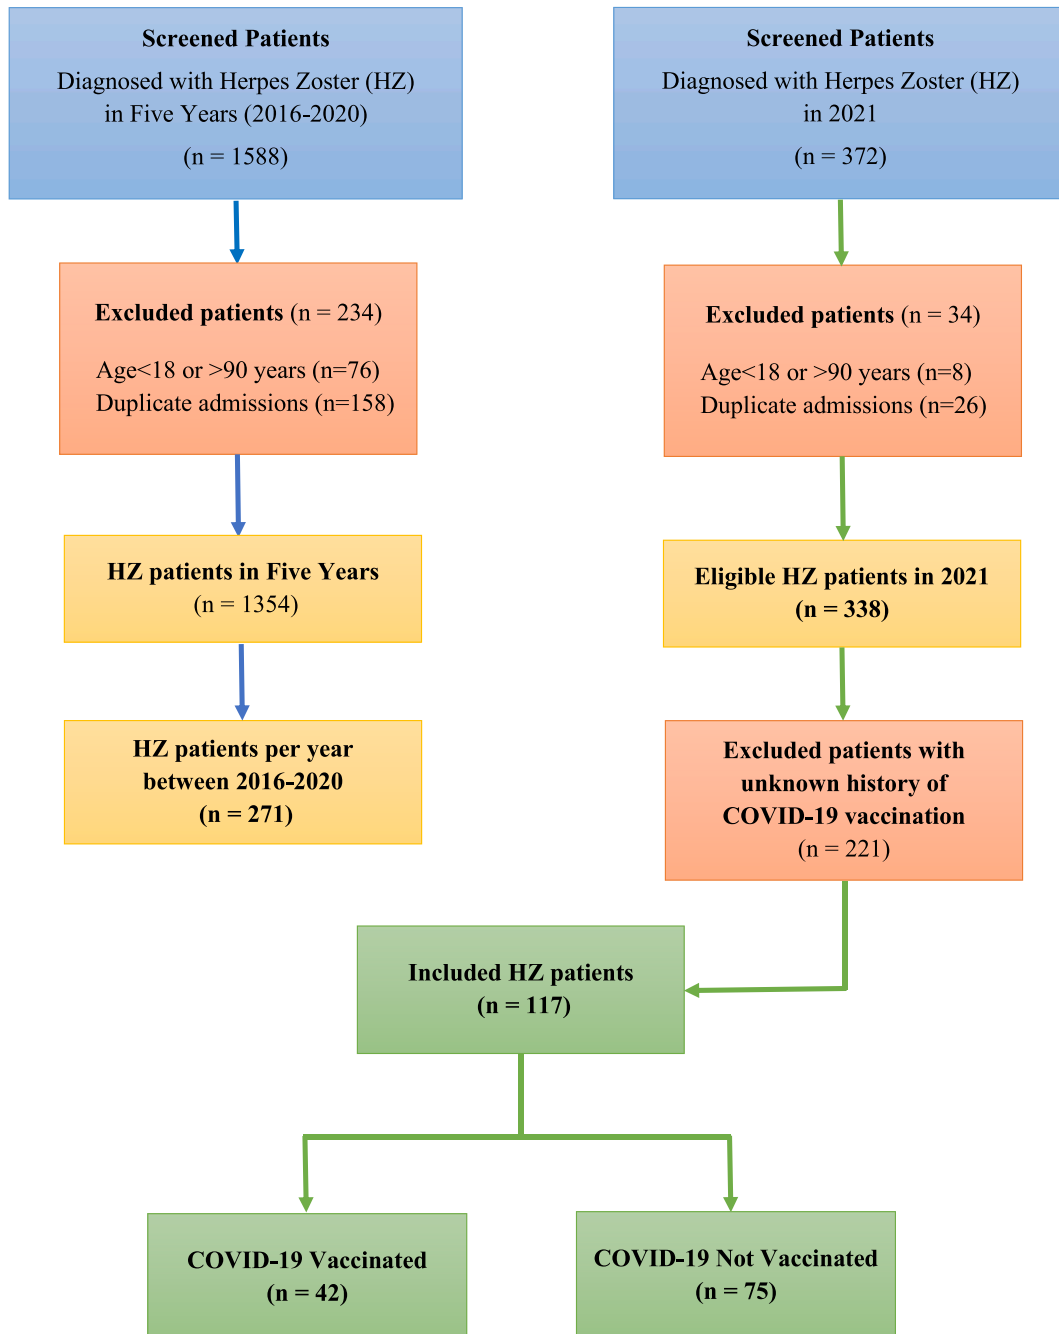 Screened Patients
Diagnosed with Herpes Zoster (HZ)
in Five Years (2016-2020)
(n = 1588)
Screened Patients
Diagnosed with Herpes Zoster (HZ)
in 2021
(n = 372)
Excluded patients (n = 234)
Age<18 or >90 years (n=76)
Duplicate admissions (n=158)
Excluded patients (n = 34)
Age<18 or >90 years (n=8)
Duplicate admissions (n=26)
HZ patients in Five Years
(n = 1354)
Eligible HZ patients in 2021
(n = 338)
HZ patients per year
between 2016-2020
(n = 271)
Excluded patients with
unknown history of
COVID-19 vaccination
(n = 221)
Included HZ patients
(n = 117)
COVID-19 Vaccinated
(n = 42)
COVID-19 Not Vaccinated
(n = 75)